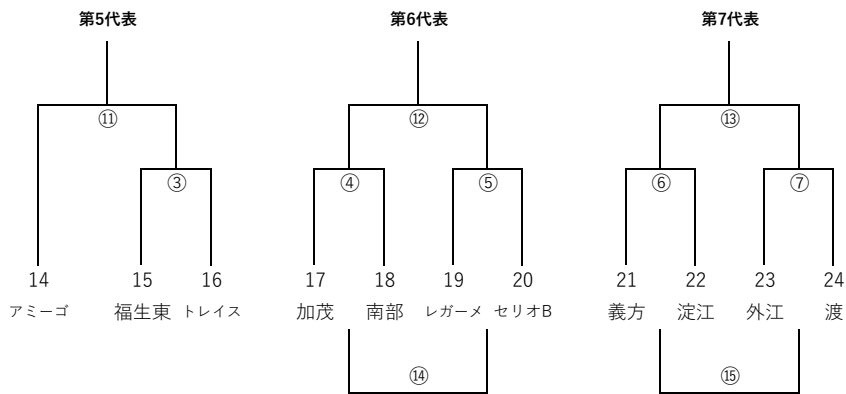 第5代表 第6代表 第7代表
⑪ ⑫ ⑬
③ ④ ⑤ ⑥ ⑦
14 15 16 17 18 19 20 21 22 23 24
アミーゴ 福生東 トレイス 加茂 南部 レガーメ セリオB 義方 淀江 外江 渡
⑭ ⑮